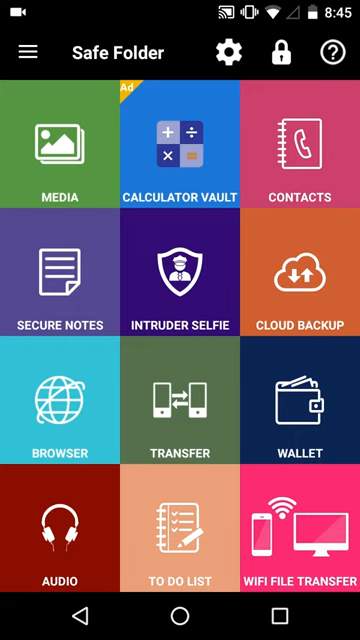 8:45
Safe Folder
Ad
MEDIA
CALCULATOR VAULT
CONTACTS
SECURE NOTES
INTRUDER SELFIE
CLOUD BACKUP
BROWSER
TRANSFER
WALLET
AUDIO
TO DO LIST
WIFI FILE TRANSFER